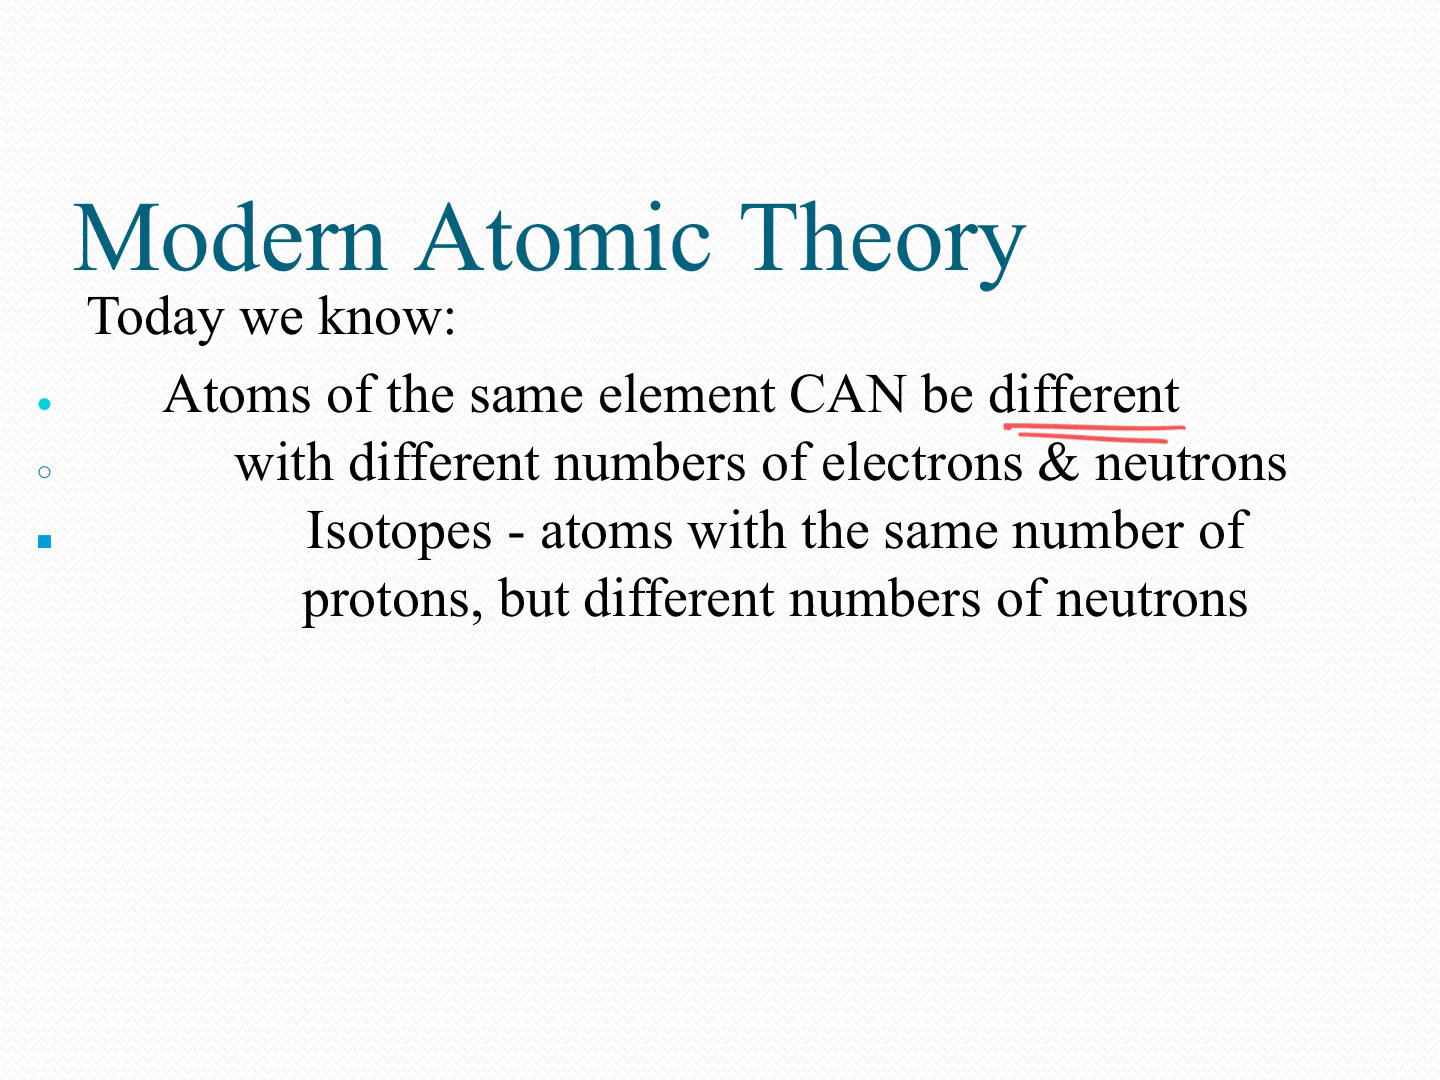 Modern Atomic Theory
Today we know:
Atoms of the same element CAN be different
with different numbers of electrons & neutrons
Isotopes - atoms with the same number of
protons, but different numbers of neutrons